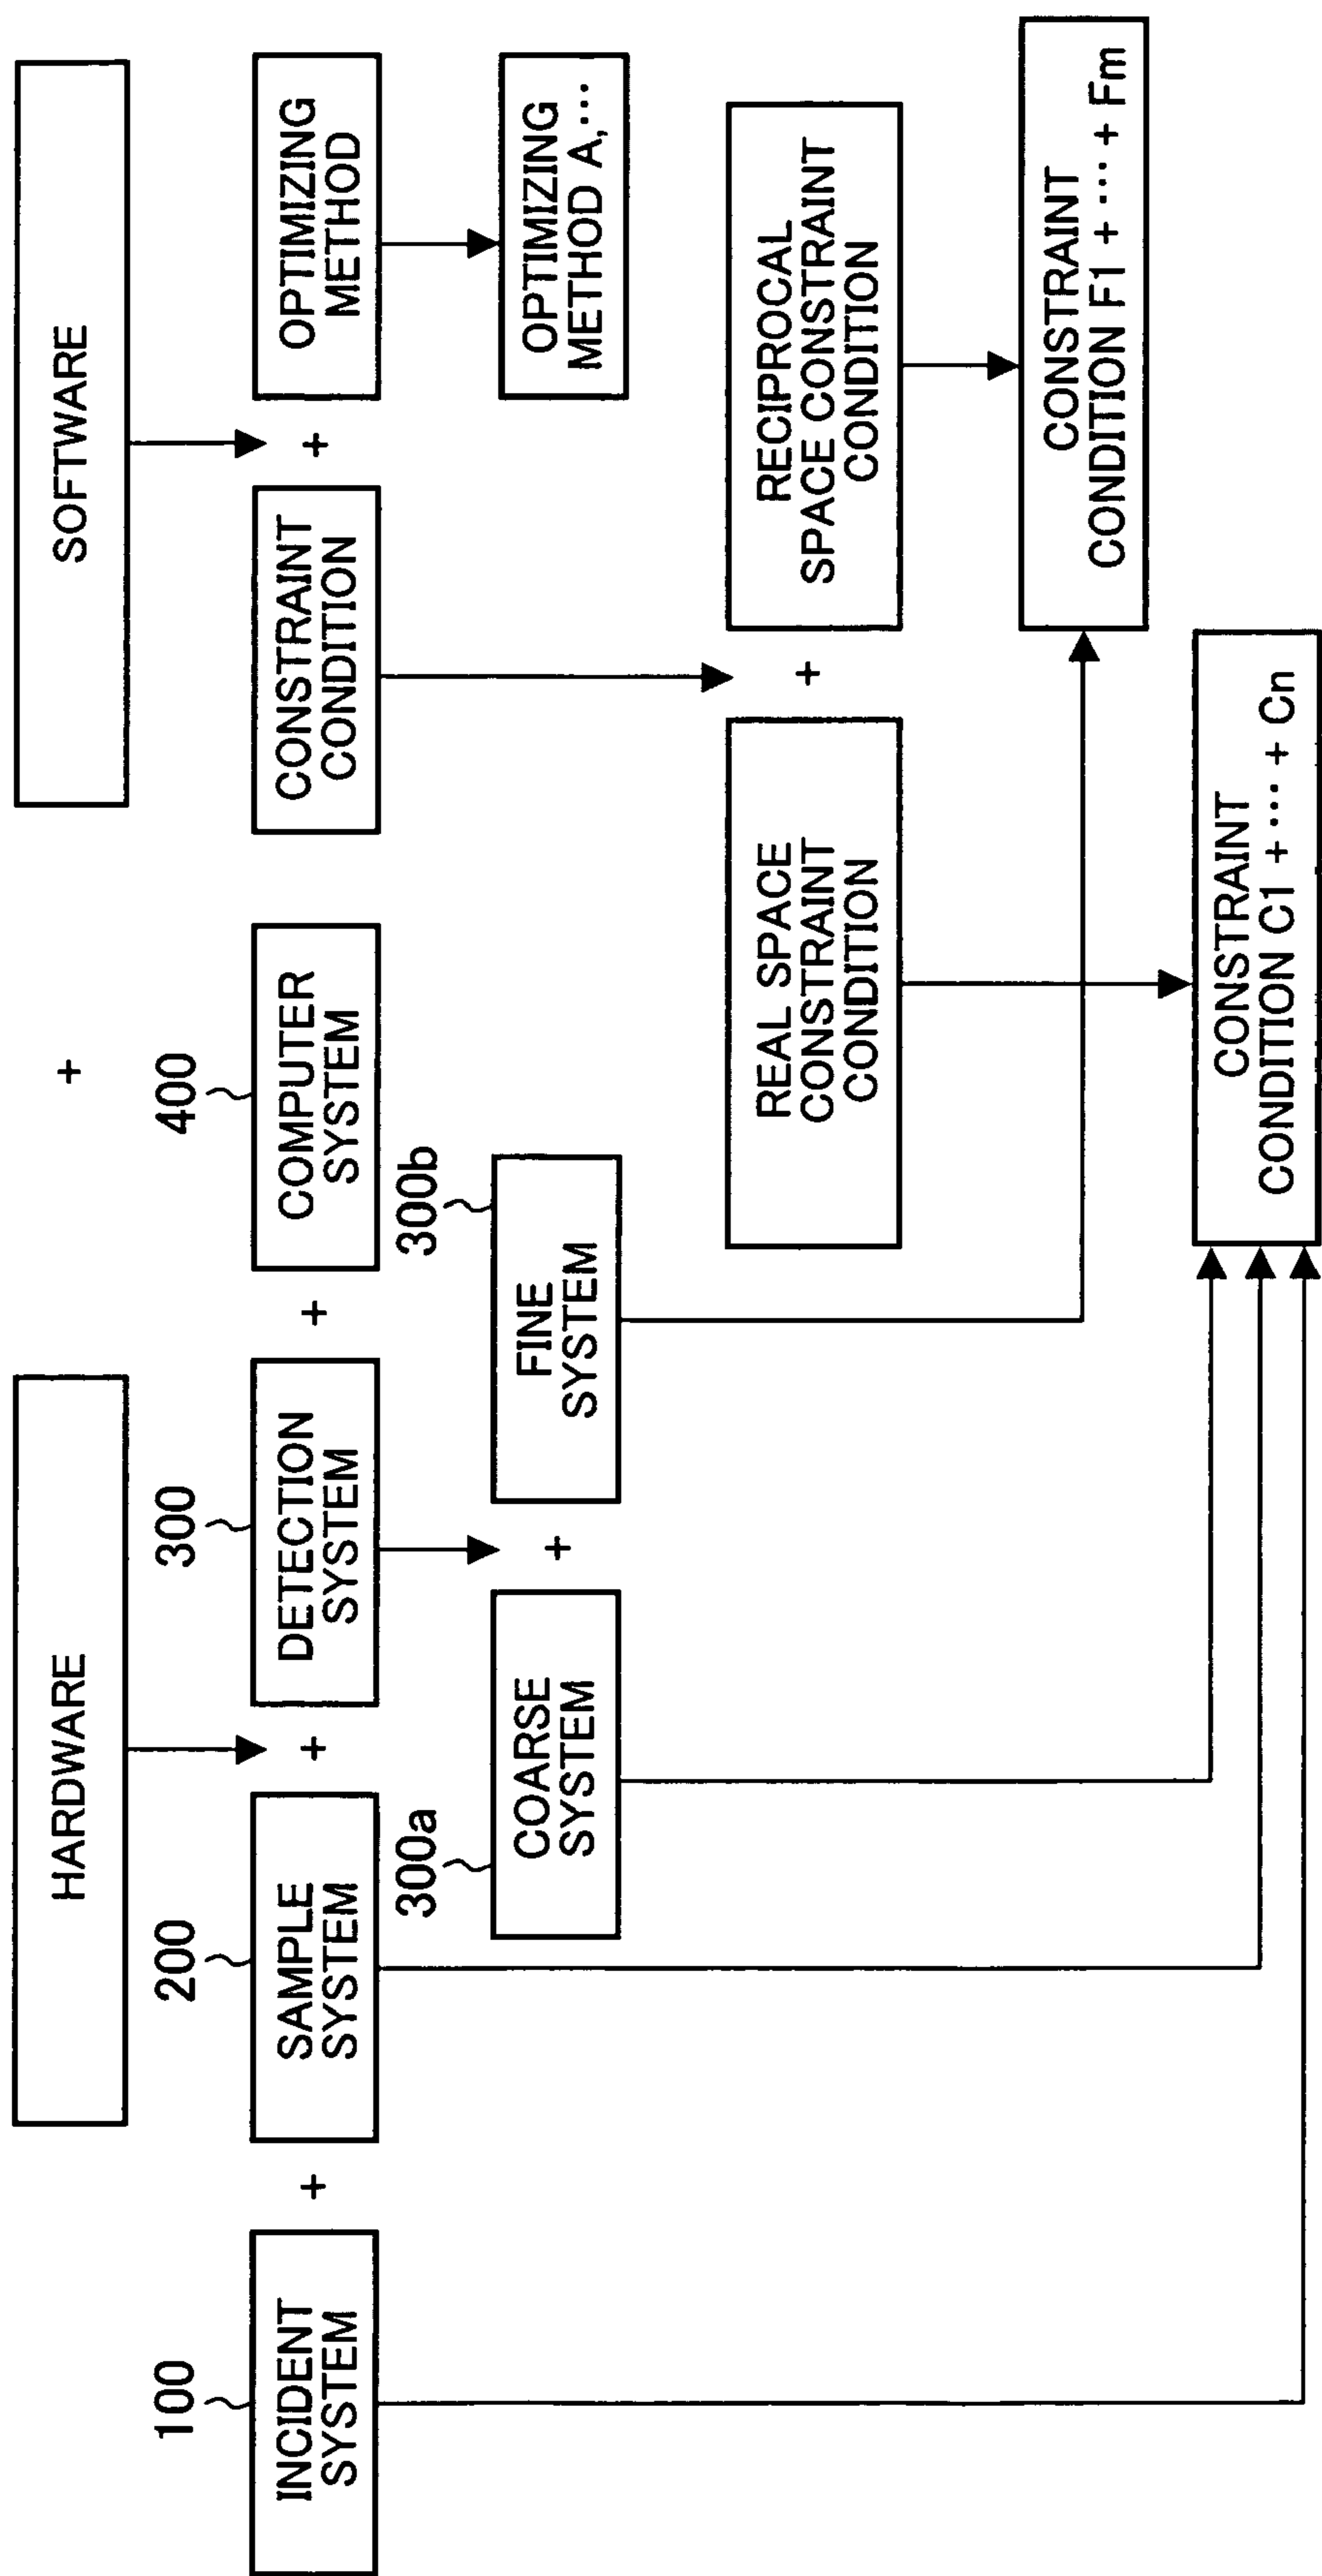 HARDWARE
+
SOFTWARE
100
INCIDENT
SYSTEM
+
200
SAMPLE
SYSTEM
+
300
DETECTION
SYSTEM
+
400
COMPUTER
SYSTEM
CONSTRAINT
CONDITION
+
OPTIMIZING
METHOD
300a
COARSE
SYSTEM
+
300b
FINE
SYSTEM
OPTIMIZING
METHOD A,···
REAL SPACE
CONSTRAINT
CONDITION
+
RECIPROCAL
SPACE CONSTRAINT
CONDITION
CONSTRAINT
CONDITION F1 + ··· + Fm
CONSTRAINT
CONDITION C1 + ··· + Cn